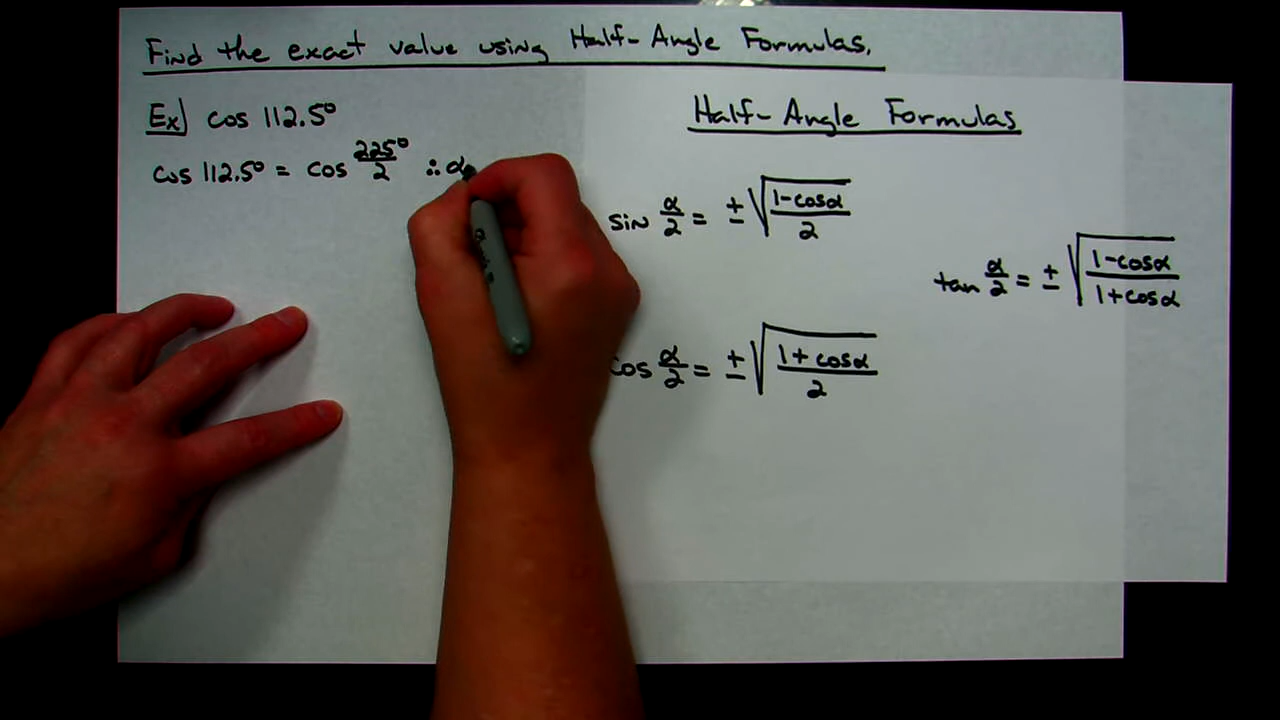 Find the exact value using Half-Angle Formulas.
Ex) cos 112.5°
cos 112.5° = cos 225°/2 ∴ α
Half-Angle Formulas
sin α/2 = ± √((1-cosα)/2)
tan α/2 = ± √((1-cosα)/(1+cosα))
cos α/2 = ± √((1+cosα)/2)